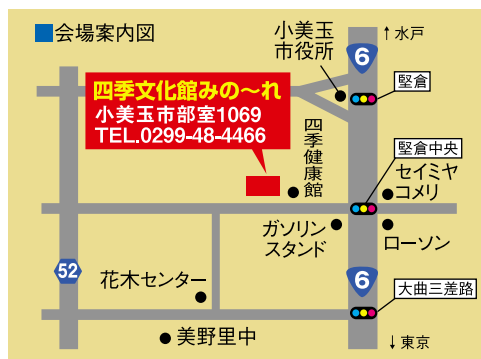 会場案内図
小美玉
市役所
6
↑水戸
四季文化館みの〜れ
小美玉市部室1069
TEL.0299-48-4466
堅倉
四季健康館
堅倉中央
セイミヤ
コメリ
ガソリン
スタンド
ローソン
52
花木センター
6
大曲三差路
美野里中
↓東京